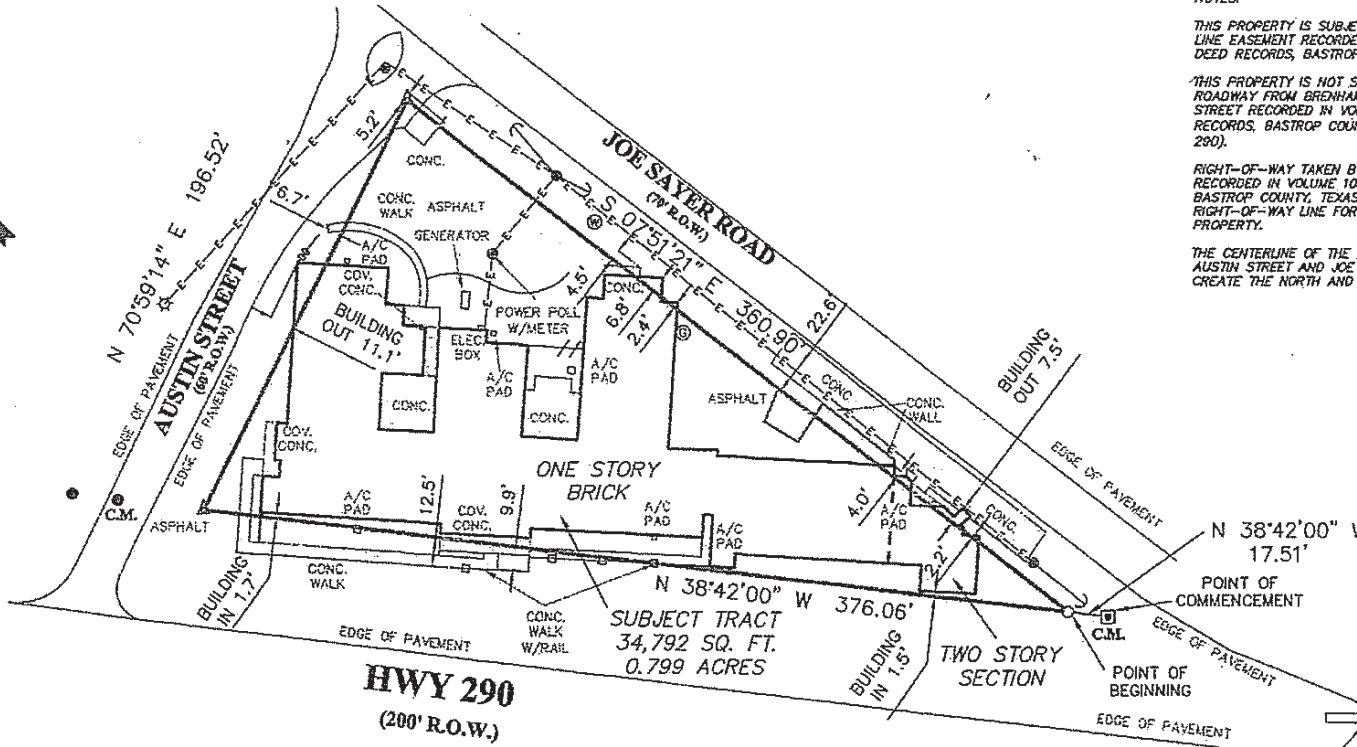 NOTES:
THIS PROPERTY IS SUBJE
LINE EASEMENT RECORDE
DEED RECORDS, BASTROP
THIS PROPERTY IS NOT S
ROADWAY FROM BRENHAM
STREET RECORDED IN VO
RECORDS, BASTROP COU
290).
RIGHT-OF-WAY TAKEN B
RECORDED IN VOLUME 10
BASTROP COUNTY, TEXAS
RIGHT-OF-WAY LINE FOR
PROPERTY.
THE CENTERLINE OF THE
AUSTIN STREET AND JOE
CREATE THE NORTH AND
JOE SAYER ROAD
(70' R.O.W.)
S 07°51'21" E 360.90'
N 70°59'14" E 196.52'
AUSTIN STREET
(60' R.O.W.)
EDGE OF PAVEMENT
EDGE OF PAVEMENT
5.2'
6.7'
CONC.
CONC.
WALK
ASPHALT
GENERATOR
A/C
PAD
COV.
CONC.
BUILDING
OUT 11.1'
POWER POLL
W/METER
ELEC.
BOX
A/C
PAD
A/C
PAD
4.5'
6.8'
2.4'
W
G
22.6'
CONC.
CONC.
ASPHALT
CONC.
CONC.
WALL
BUILDING
OUT 7.5'
EDGE OF PAVEMENT
COV.
CONC.
ONE STORY
BRICK
A/C
PAD
12.5'
COV.
CONC.
9.9'
A/C
PAD
A/C
PAD
4.0'
A/C
PAD
CONC.
2.2'
C.M.
ASPHALT
CONC.
WALK
BUILDING
IN 1.7'
CONC.
WALK
W/RAIL
N 38°42'00" W 376.06'
SUBJECT TRACT
34,792 SQ. FT.
0.799 ACRES
BUILDING
IN 1.5'
TWO STORY
SECTION
N 38°42'00" W
17.51'
POINT OF
COMMENCEMENT
C.M.
POINT OF
BEGINNING
EDGE OF PAVEMENT
EDGE OF PAVEMENT
EDGE OF PAVEMENT
HWY 290
(200' R.O.W.)
E E E E E E E E E E E E E E E E E E E E